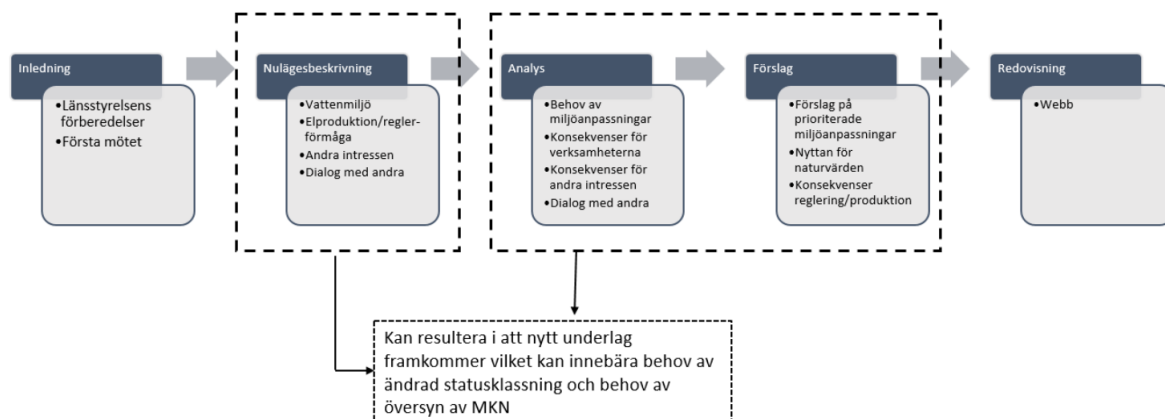 Inledning
•Länsstyrelsens
förberedelser
•Första mötet
Nulägesbeskrivning
•Vattenmiljö
•Elproduktion/regler-
förmåga
•Andra intressen
•Dialog med andra
Analys
•Behov av
miljöanpassningar
•Konsekvenser för
verksamheterna
•Konsekvenser för
andra intressen
•Dialog med andra
Förslag
•Förslag på
prioriterade
miljöanpassningar
•Nyttan för
naturvärden
•Konsekvenser
reglering/produktion
Redovisning
•Webb
Kan resultera i att nytt underlag
framkommer vilket kan innebära behov av
ändrad statusklassning och behov av
översyn av MKN